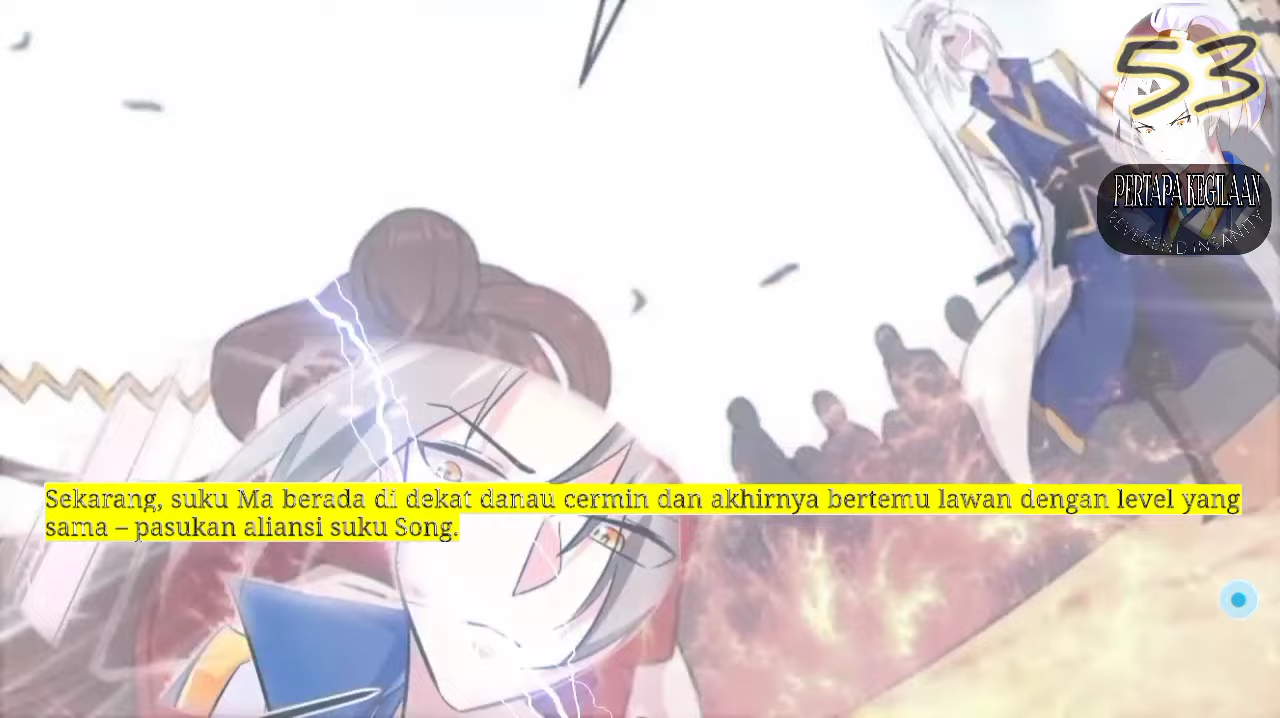 53
PERTAPA KEGILAAN
REVEREND INSANITY
Sekarang, suku Ma berada di dekat danau cermin dan akhirnya bertemu lawan dengan level yang
sama – pasukan aliansi suku Song.